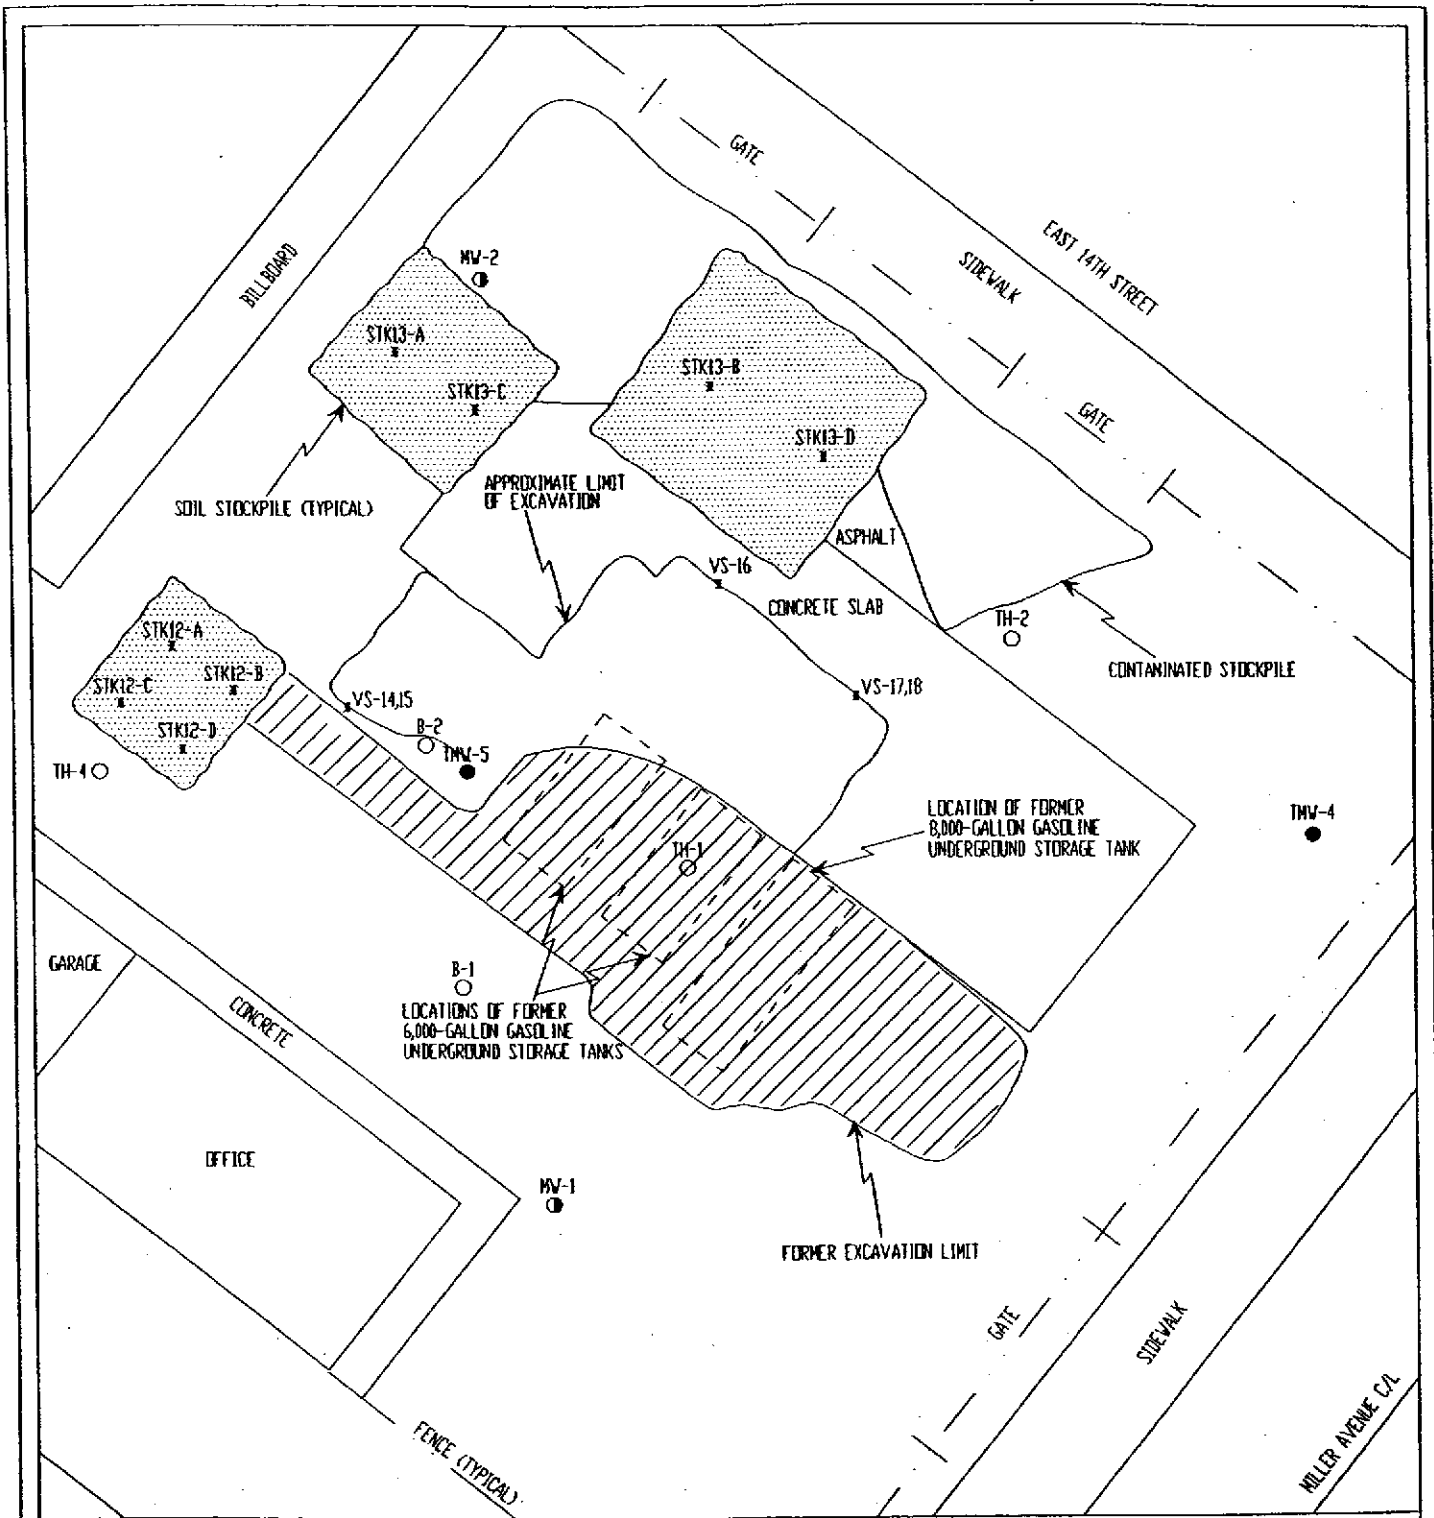 GATE
EAST 14TH STREET
SIDEWALK
BILLBOARD
MW-2
STK13-A
STK13-C
STK13-B
STK13-D
GATE
SOIL STOCKPILE (TYPICAL)
APPROXIMATE LIMIT
OF EXCAVATION
ASPHALT
VS-16
CONCRETE SLAB
TH-2
CONTAMINATED STOCKPILE
STK12-A
STK12-B
STK12-C
STK12-D
VS-14,15
VS-17,18
B-2
TMW-5
TH-4
LOCATION OF FORMER
8,000-GALLON GASOLINE
UNDERGROUND STORAGE TANK
TMW-4
TH-1
GARAGE
CONCRETE
B-1
LOCATIONS OF FORMER
6,000-GALLON GASOLINE
UNDERGROUND STORAGE TANKS
OFFICE
MW-1
FORMER EXCAVATION LIMIT
GATE
SIDEWALK
FENCE (TYPICAL)
MILLER AVENUE C/L